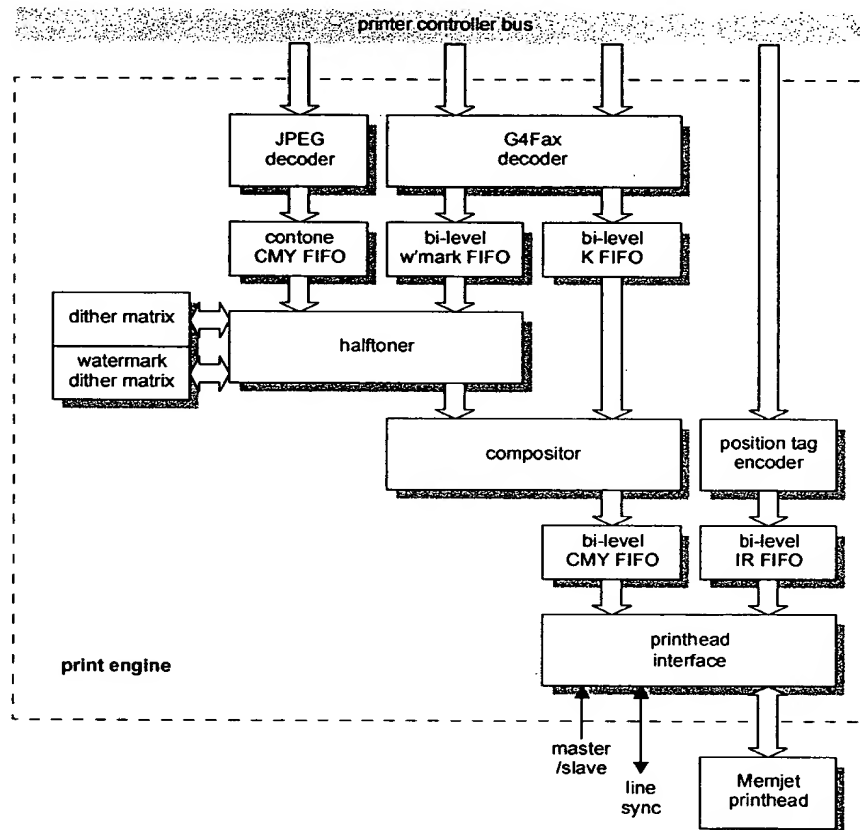 printer controller bus
JPEG
decoder
G4Fax
decoder
contone
CMY FIFO
bi-level
w'mark FIFO
bi-level
K FIFO
dither matrix
watermark
dither matrix
halftoner
compositor
position tag
encoder
bi-level
CMY FIFO
bi-level
IR FIFO
printhead
interface
print engine
master
/slave
line
sync
Memjet
printhead